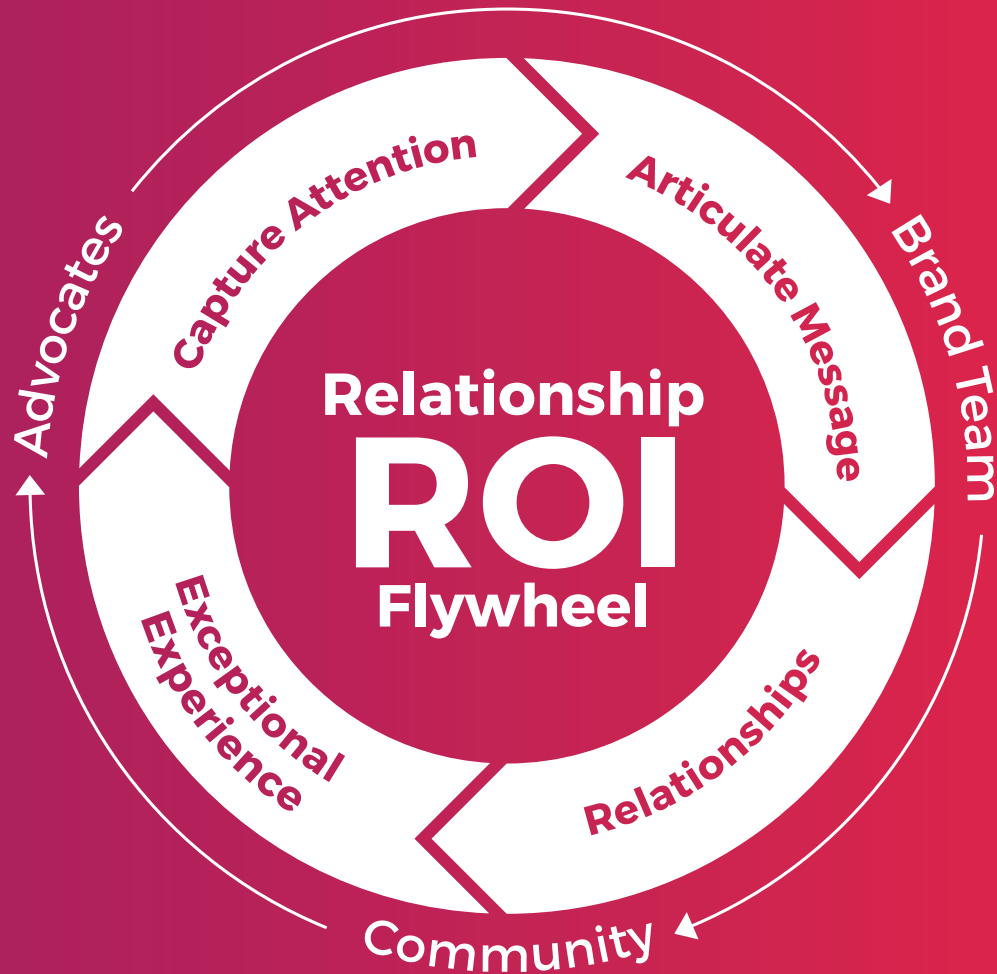 Relationship
ROI
Flywheel
Capture Attention
Articulate Message
Relationships
Exceptional
Experience
Advocates
Brand Team
Community